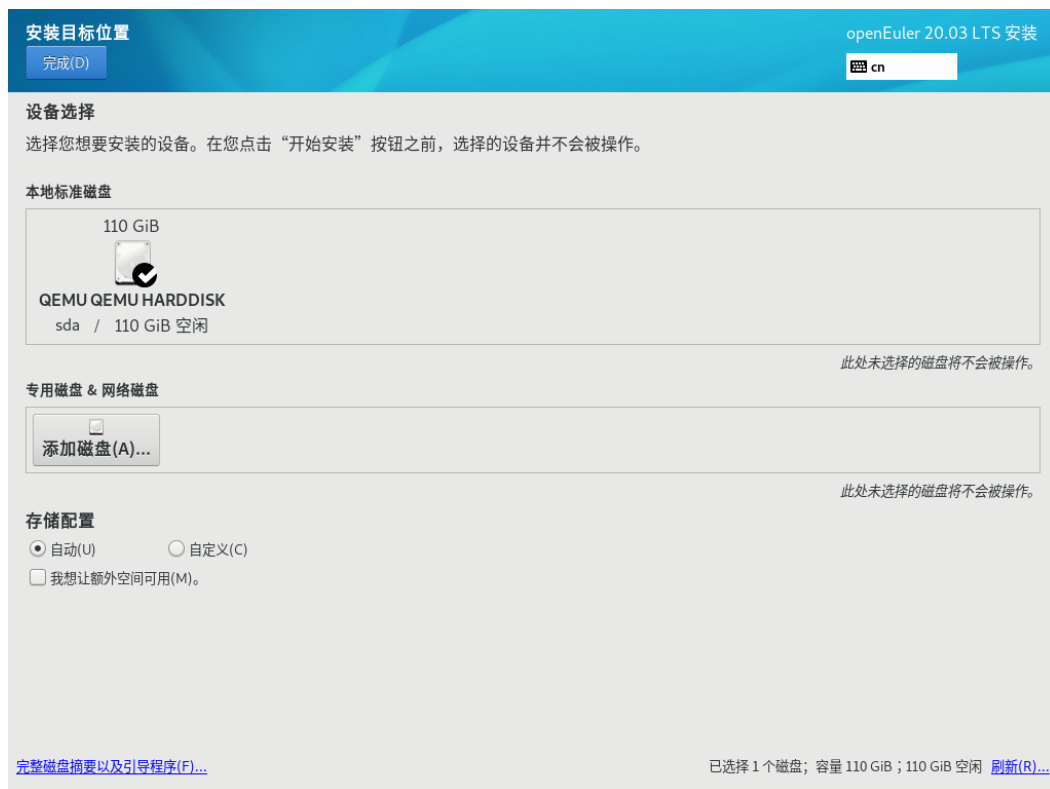 安装目标位置
openEuler 20.03 LTS 安装
完成(D)
cn
设备选择
选择您想要安装的设备。在您点击“开始安装”按钮之前，选择的设备并不会被操作。
本地标准磁盘
110 GiB
QEMU QEMU HARDDISK
sda / 110 GiB 空闲
此处未选择的磁盘将不会被操作。
专用磁盘 & 网络磁盘
添加磁盘(A)...
此处未选择的磁盘将不会被操作。
存储配置
自动(U) 自定义(C)
我想让额外空间可用(M)。
完整磁盘摘要以及引导程序(F)... 已选择 1 个磁盘；容量 110 GiB；110 GiB 空闲 刷新(R)...